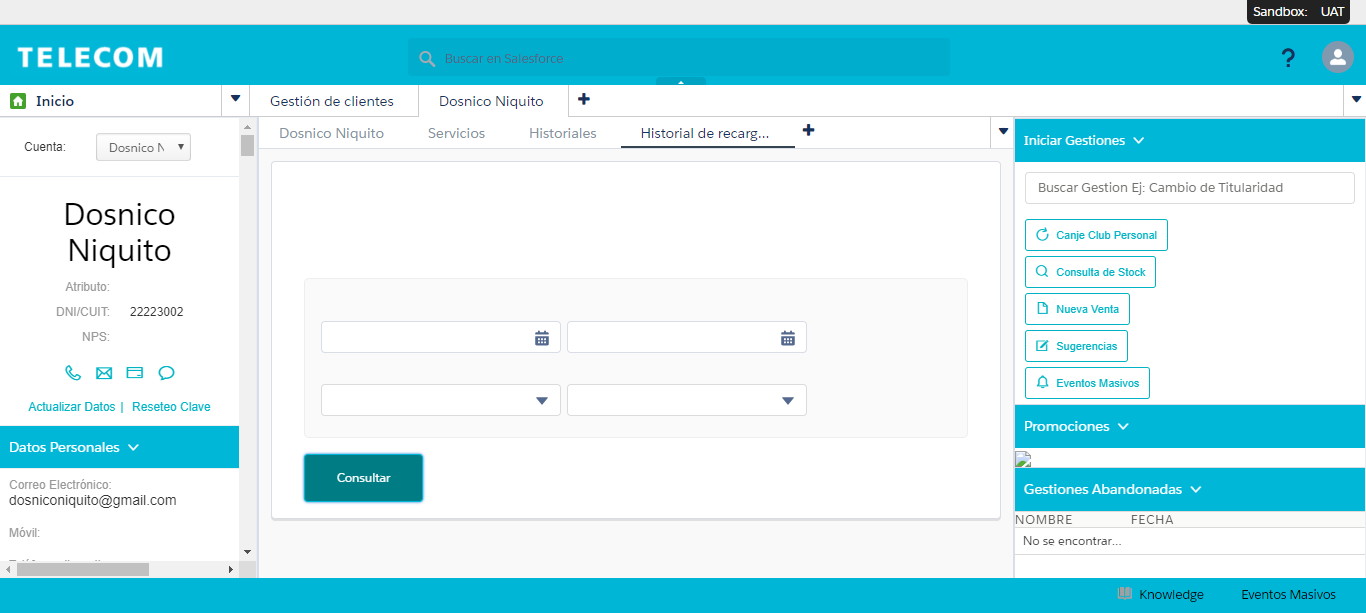 Sandbox: UAT
TELECOM
Buscar en Salesforce
?
Inicio
Gestión de clientes
Dosnico Niquito
Dosnico Niquito
Servicios
Historiales
Historial de recarg...
Cuenta:
Dosnico N
Dosnico
Niquito
Atributo:
DNI/CUIT: 22223002
NPS:
Actualizar Datos | Reseteo Clave
Datos Personales
Correo Electrónico:
dosniconiquito@gmail.com
Móvil:
Consultar
Iniciar Gestiones
Buscar Gestion Ej: Cambio de Titularidad
Canje Club Personal
Consulta de Stock
Nueva Venta
Sugerencias
Eventos Masivos
Promociones
Gestiones Abandonadas
NOMBRE FECHA
No se encontrar...
Knowledge
Eventos Masivos